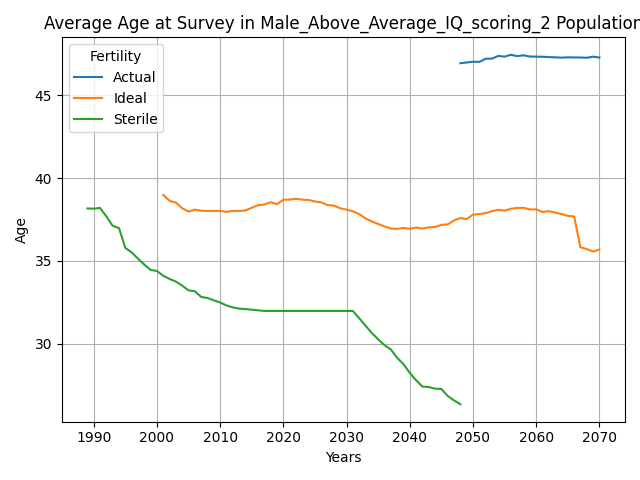 Average Age at Survey in Male_Above_Average_IQ_scoring_2 Population
Fertility
Actual
Ideal
Sterile
45
40
35
30
Age
1990 2000 2010 2020 2030 2040 2050 2060 2070
Years